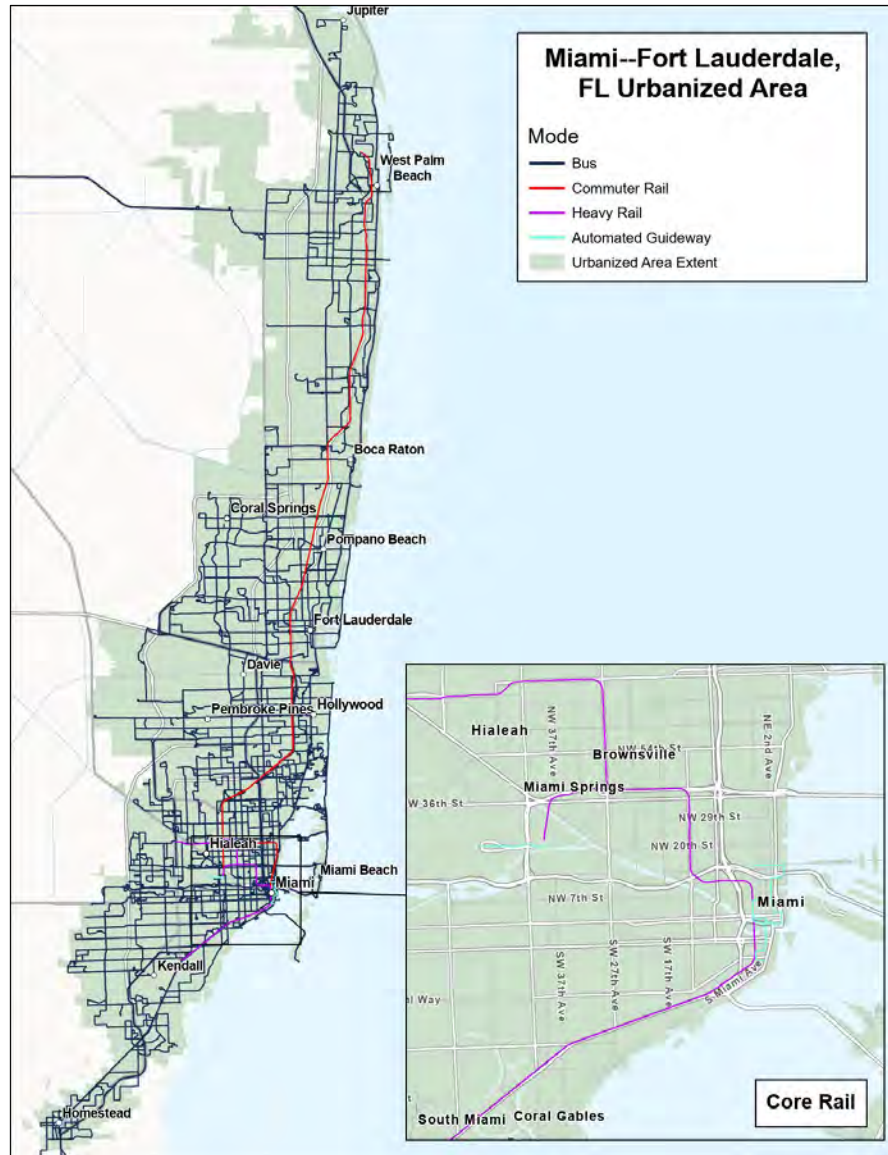 Jupiter
Miami--Fort Lauderdale,
FL Urbanized Area
Mode
Bus
Commuter Rail
Heavy Rail
Automated Guideway
Urbanized Area Extent
West Palm
Beach
Boca Raton
Coral Springs
Pompano Beach
Fort Lauderdale
Davie
Pembroke Pines
Hollywood
Hialeah
Miami Beach
Miami
Kendall
Homestead
Hialeah
NW 37th Ave
NE 2nd Ave
Brownsville
NW 54th St
Miami Springs
W 36th St
NW 29th St
NW 20th St
NW 7th St
Miami
SW 37th Ave
SW 27th Ave
SW 17th Ave
S Miami Ave
al Way
South Miami
Coral Gables
Core Rail